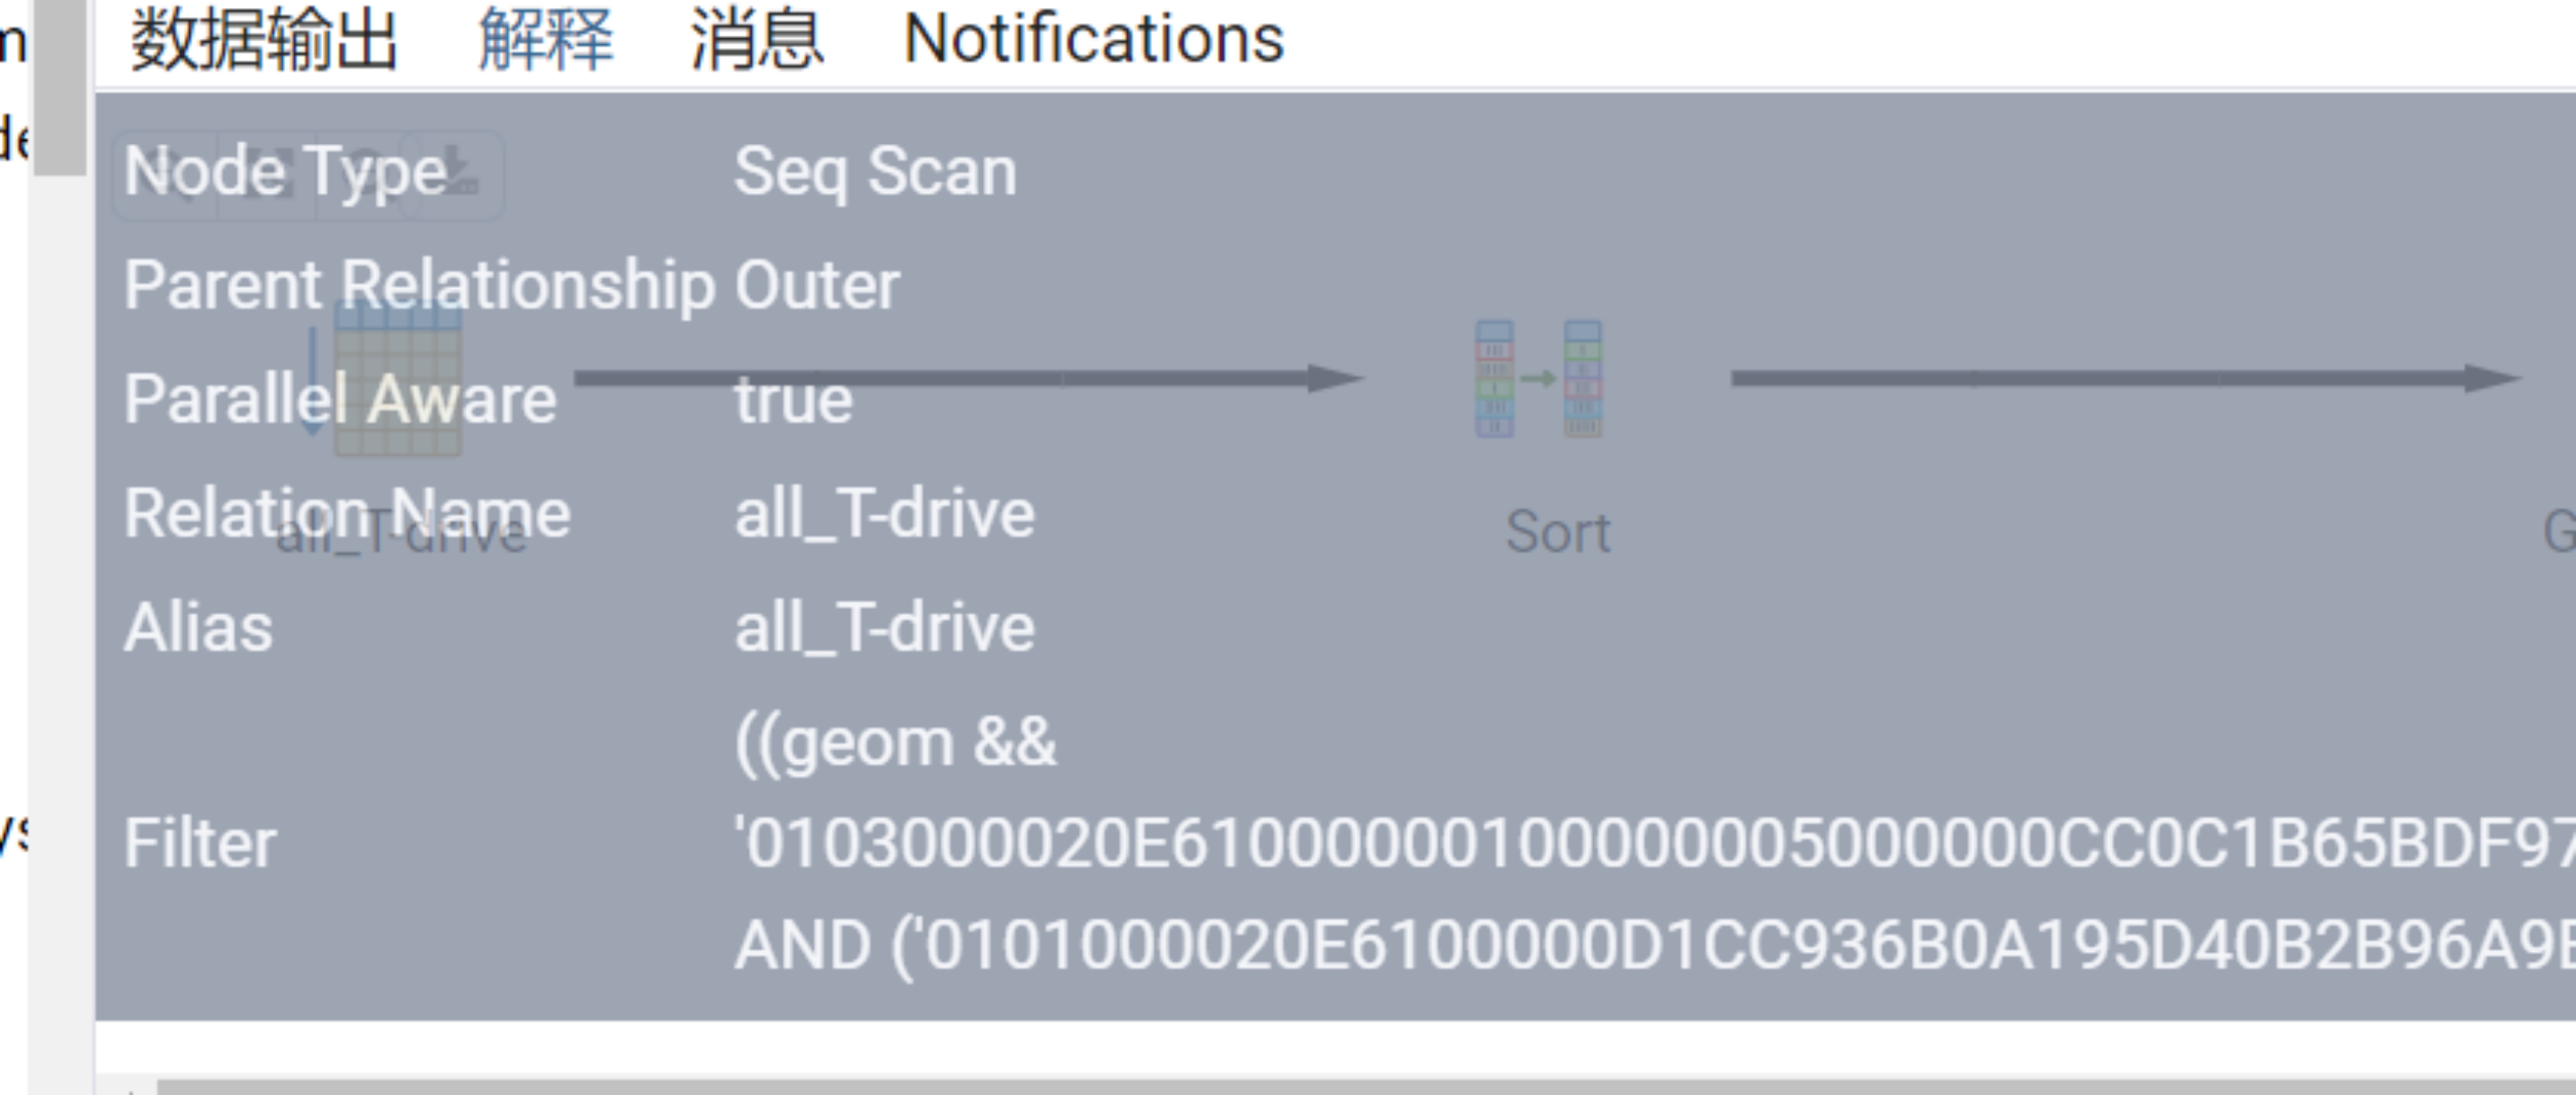 数据输出 解释 消息 Notifications
Node Type Seq Scan
Parent Relationship Outer
Parallel Aware true
Relation Name all_T-drive
all_T-drive Sort
Alias all_T-drive
((geom &&
Filter '0103000020E61000000100000005000000CC0C1B65BDF97
AND ('0101000020E6100000D1CC936B0A195D40B2B96A9E